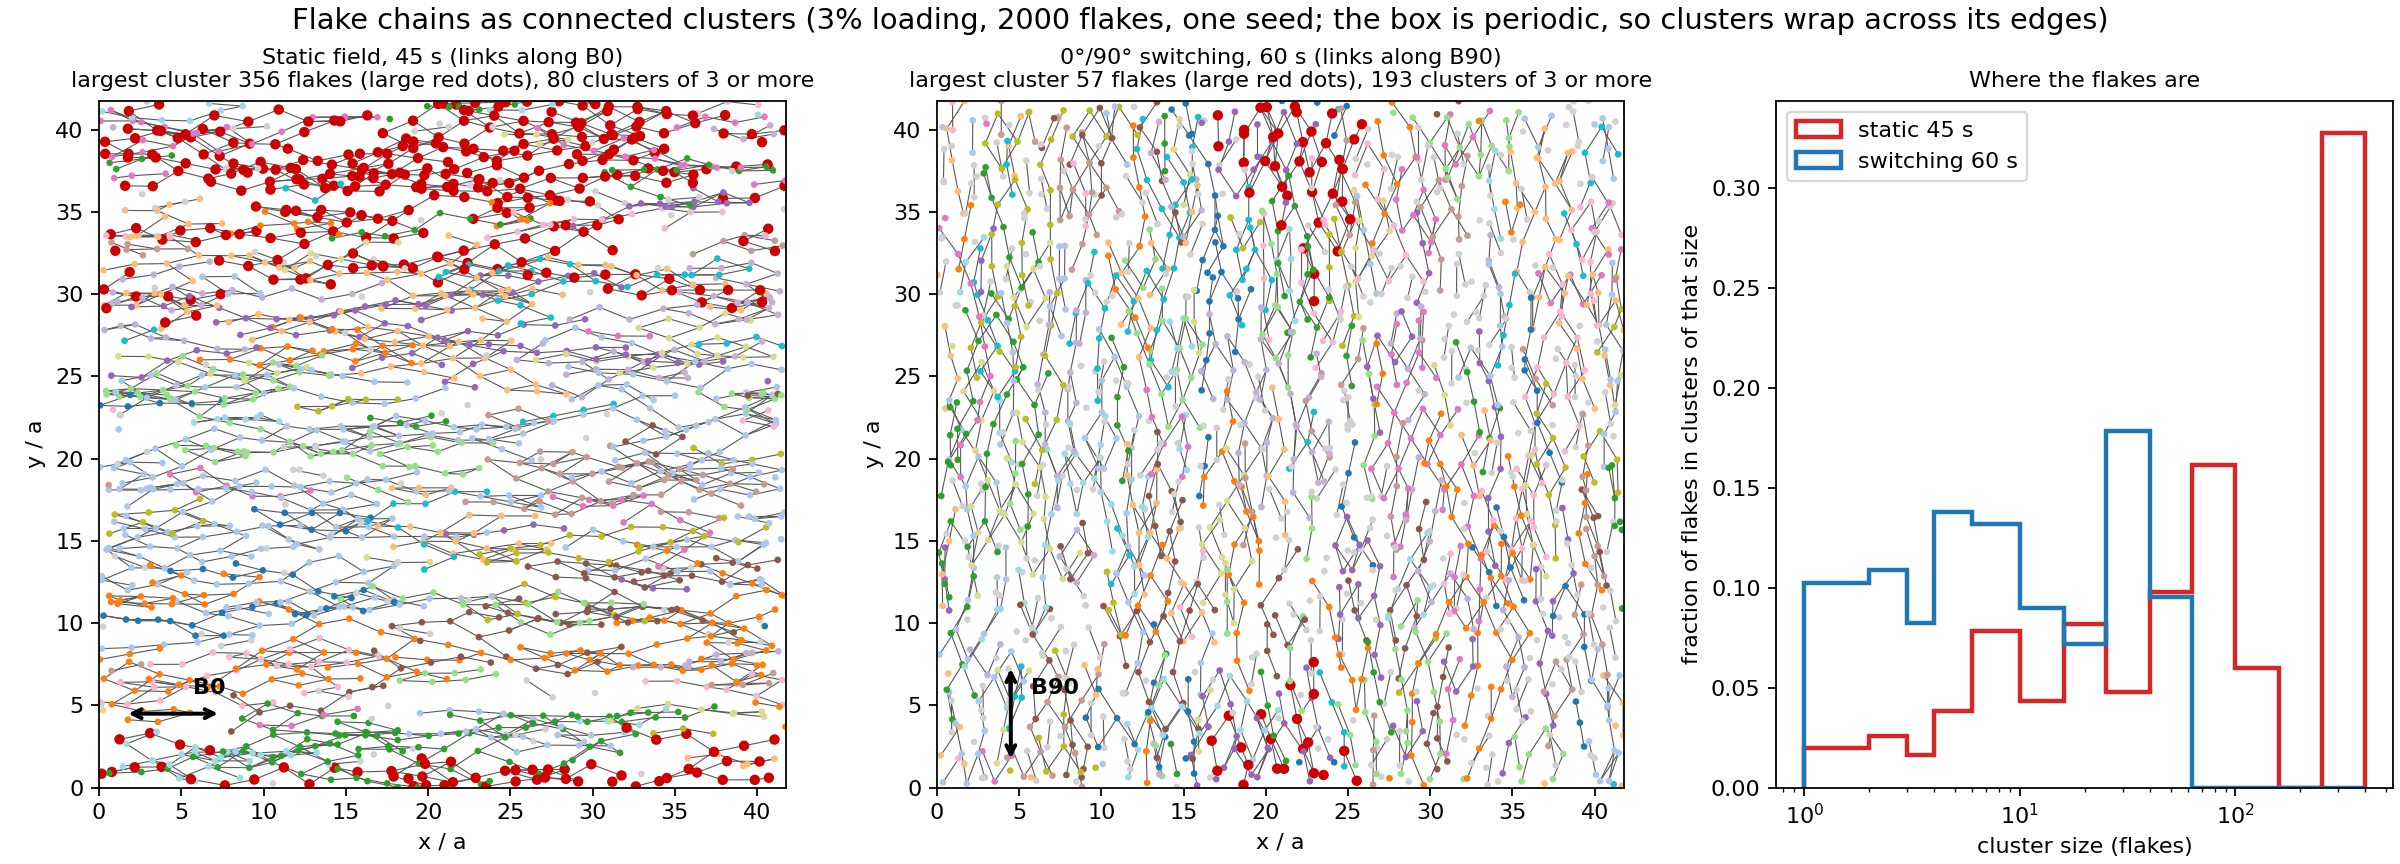 Flake chains as connected clusters (3% loading, 2000 flakes, one seed; the box is periodic, so clusters wrap across its edges)
Static field, 45 s (links along B0)
largest cluster 356 flakes (large red dots), 80 clusters of 3 or more
0°/90° switching, 60 s (links along B90)
largest cluster 57 flakes (large red dots), 193 clusters of 3 or more
Where the flakes are
y / a
40
35
30
25
20
15
10
5
0
B0
0 5 10 15 20 25 30 35 40
x / a
y / a
40
35
30
25
20
15
10
5
0
B90
0 5 10 15 20 25 30 35 40
x / a
fraction of flakes in clusters of that size
0.30
0.25
0.20
0.15
0.10
0.05
0.00
static 45 s
switching 60 s
10⁰ 10¹ 10²
cluster size (flakes)